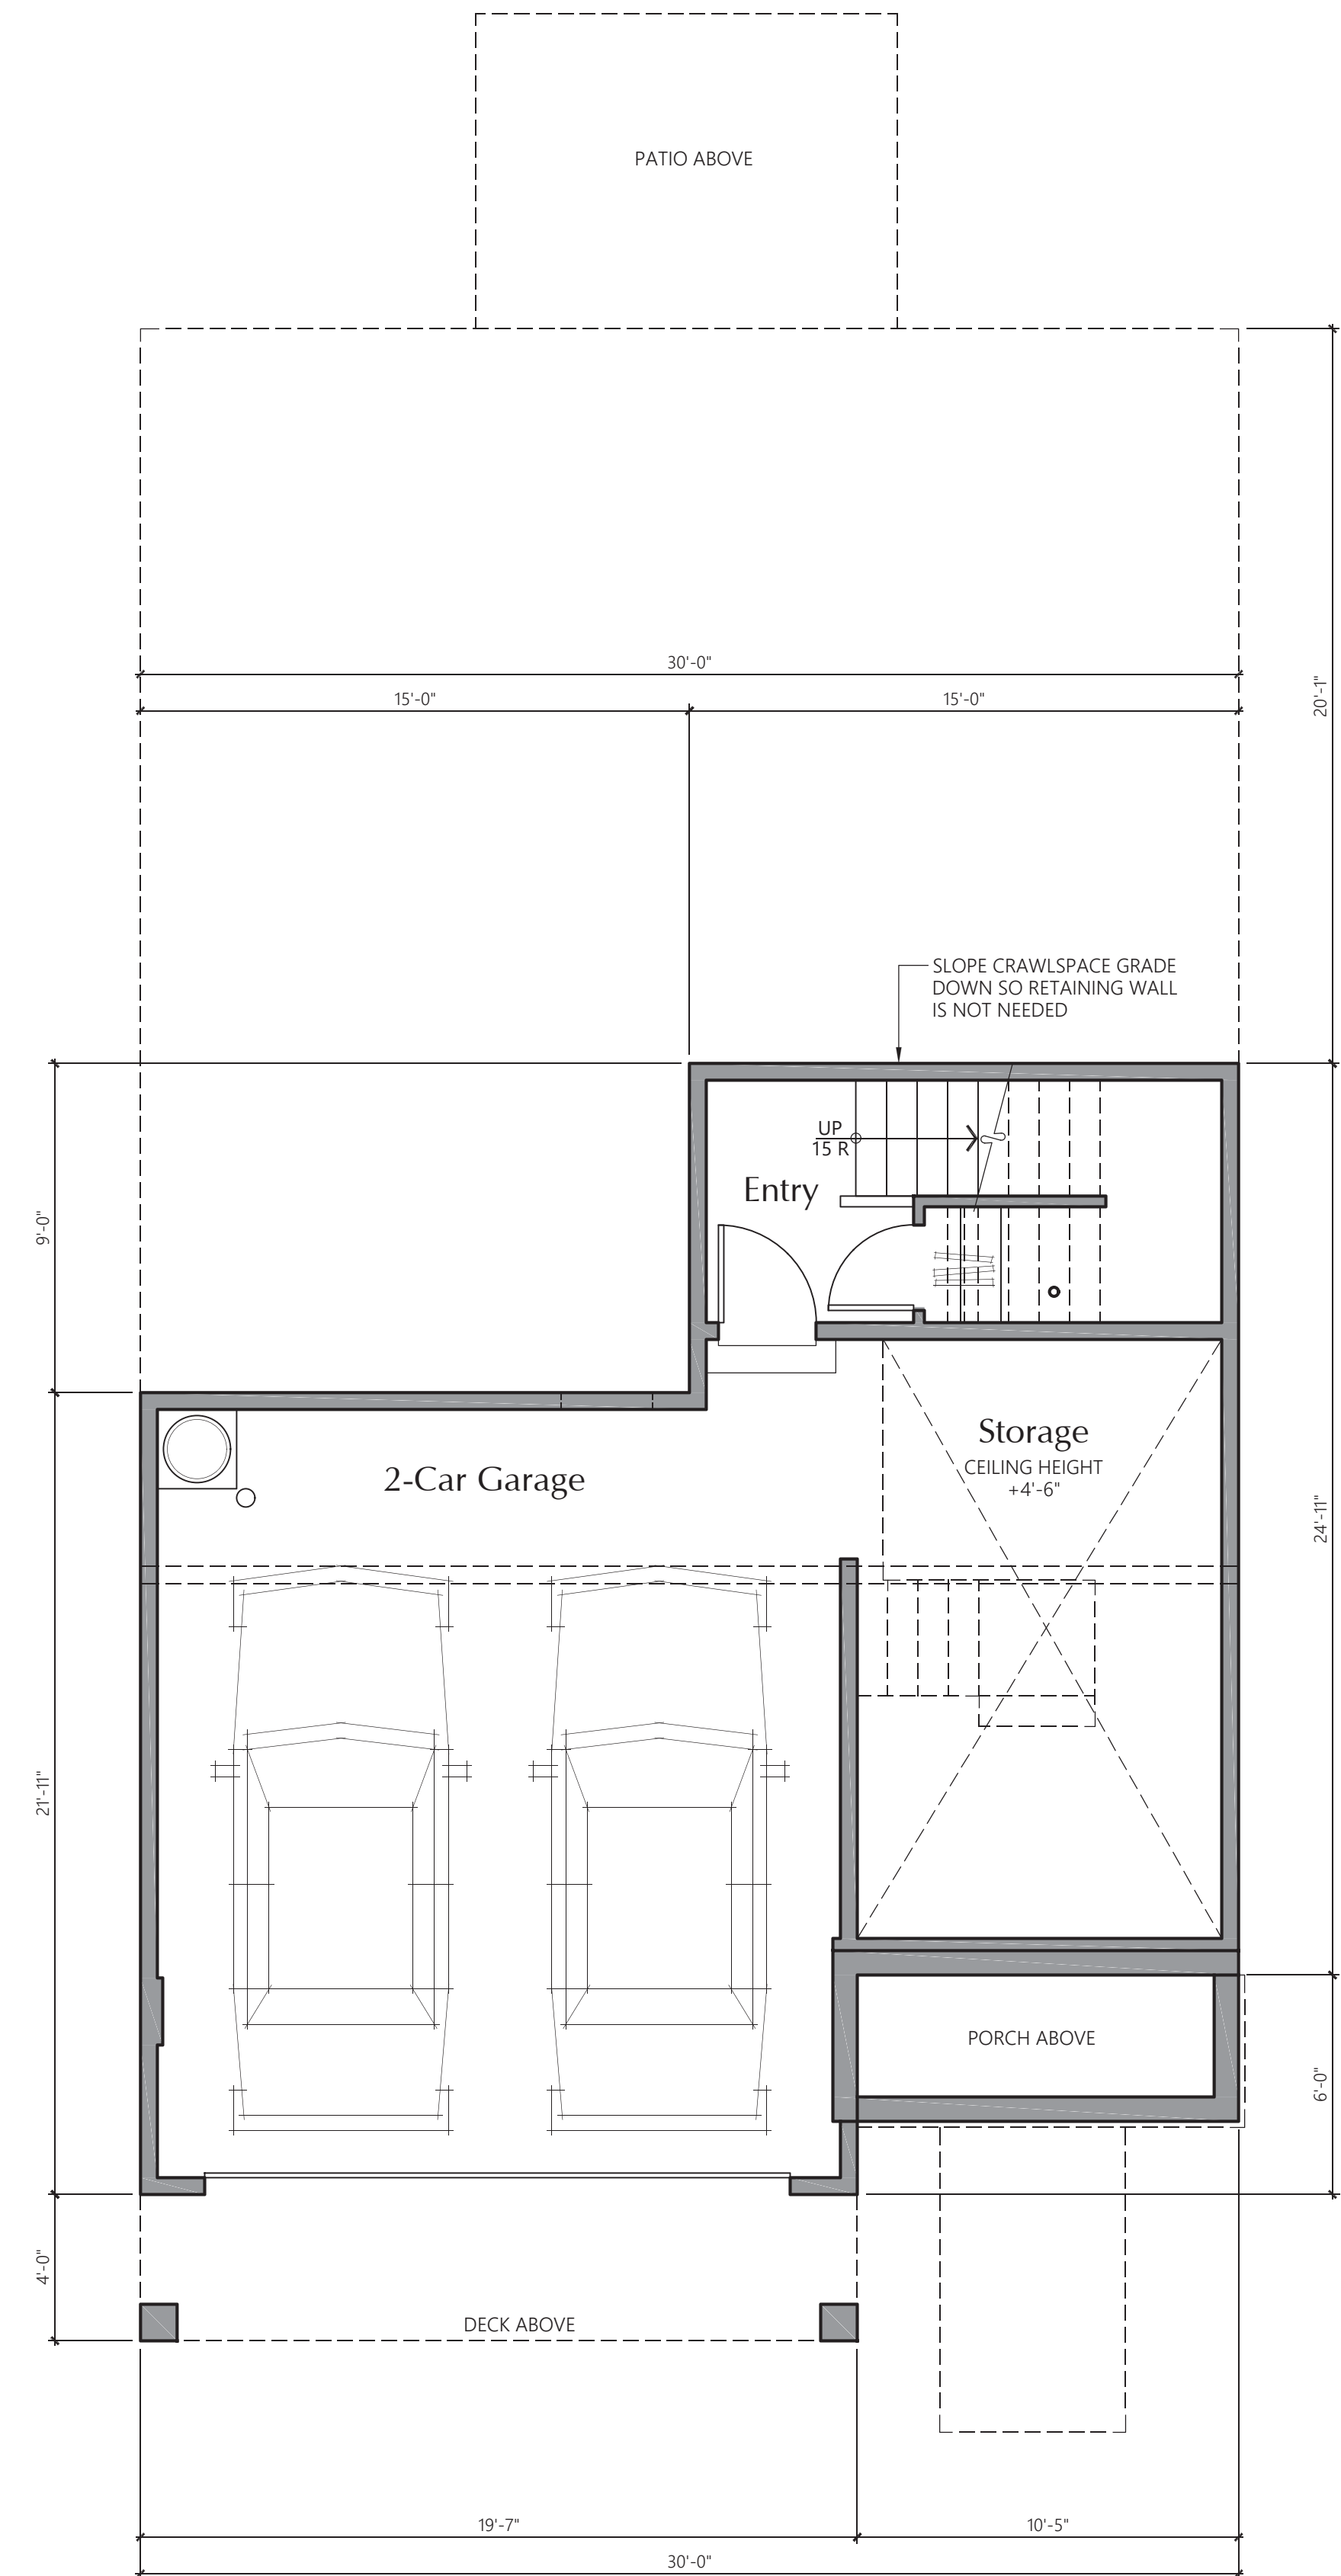 PATIO ABOVE
30'-0"
15'-0"
15'-0"
20'-1"
SLOPE CRAWLSPACE GRADE
DOWN SO RETAINING WALL
IS NOT NEEDED
UP
15 R
Entry
9'-0"
Storage
CEILING HEIGHT
+4'-6"
2-Car Garage
24'-11"
21'-11"
PORCH ABOVE
6'-0"
4'-0"
DECK ABOVE
19'-7"
10'-5"
30'-0"